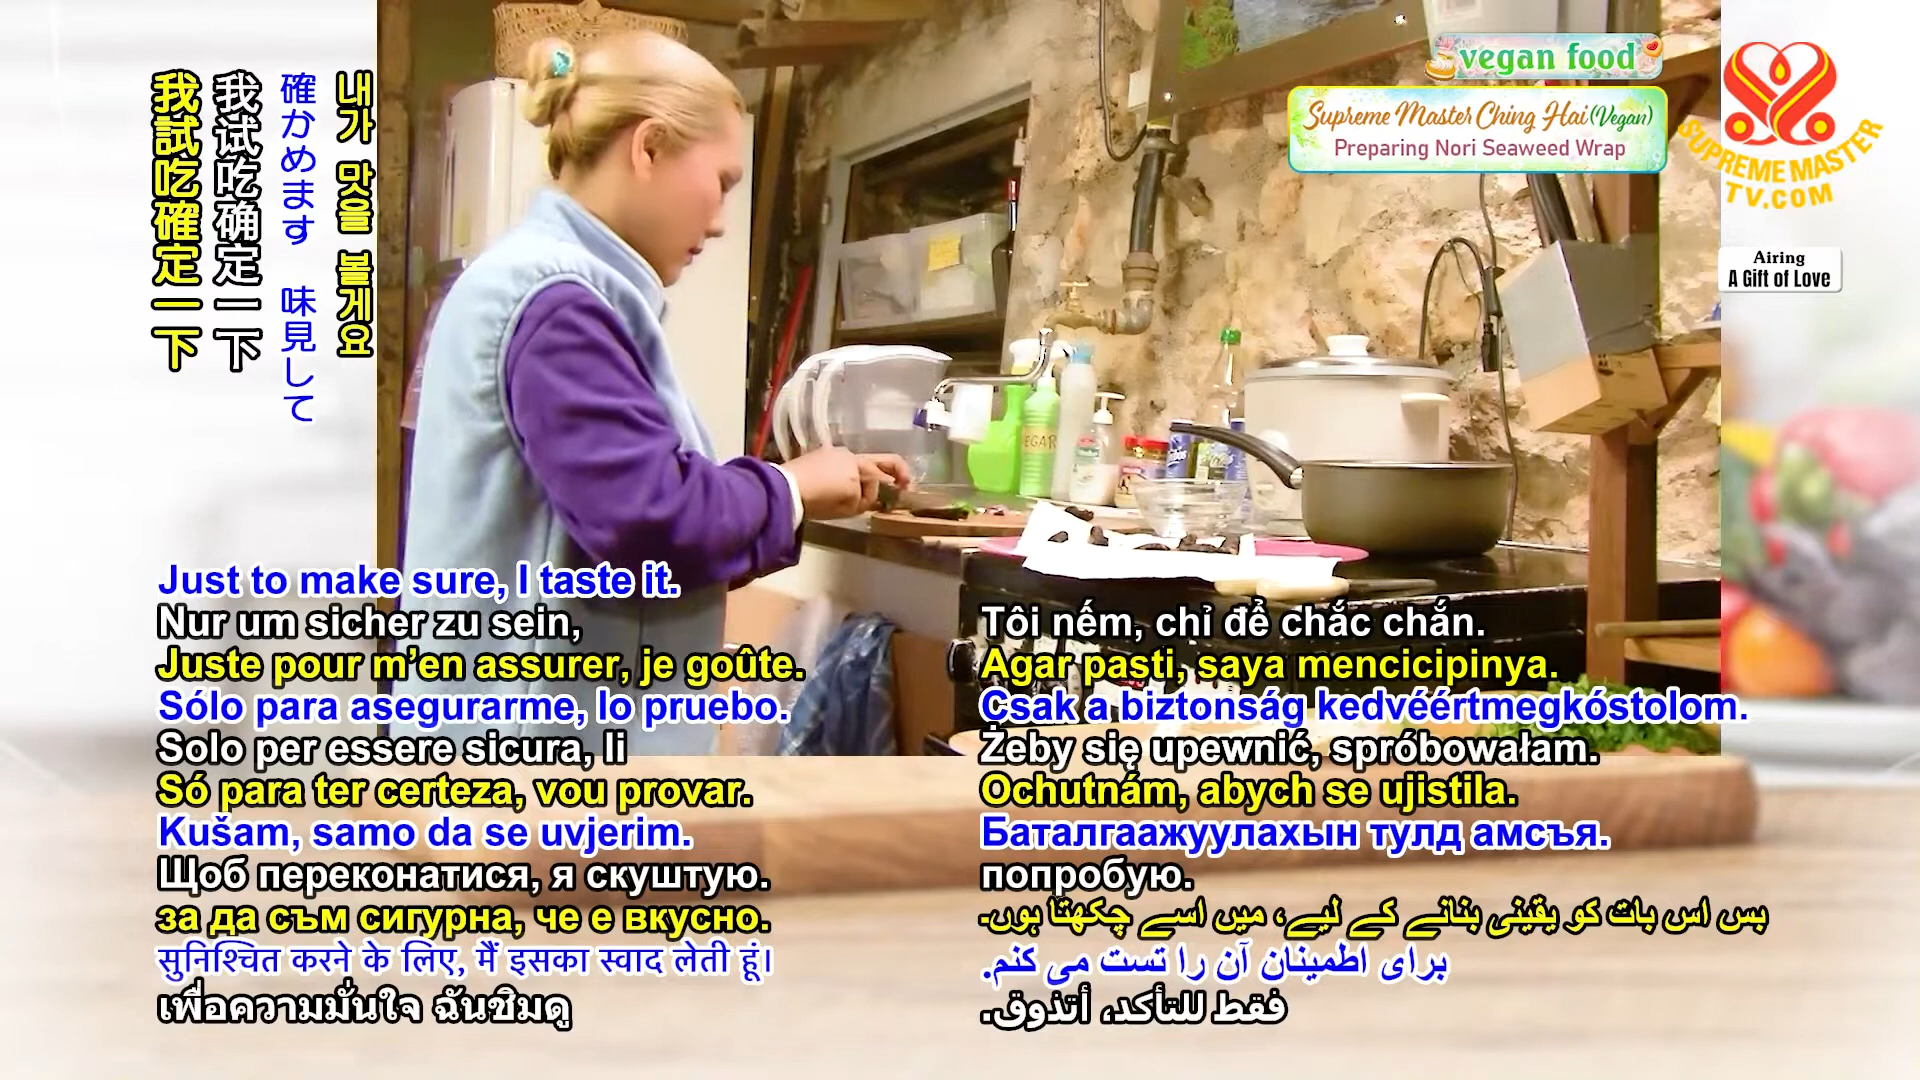 vegan food
Supreme Master Ching Hai (Vegan)
Preparing Nori Seaweed Wrap
SUPREME MASTER
TV.COM
Airing
A Gift of Love
내가 맛을 볼게요
確かめます 味見して
我试吃确定一下
我試吃確定一下
EGAR
Just to make sure, I taste it.
Nur um sicher zu sein,
Juste pour m’en assurer, je goûte.
Sólo para asegurarme, lo pruebo.
Solo per essere sicura, li
Só para ter certeza, vou provar.
Kušam, samo da se uvjerim.
Щоб переконатися, я скуштую.
за да съм сигурна, че е вкусно.
सुनिश्चित करने के लिए, मैं इसका स्वाद लेती हूं।
เพื่อความมั่นใจ ฉันชิมดู
Tôi nếm, chỉ để chắc chắn.
Agar pasti, saya mencicipinya.
Csak a biztonság kedvéértmegkóstolom.
Żeby się upewnić, spróbowałam.
Ochutnám, abych se ujistila.
Баталгаажуулахын тулд амсъя.
попробую.
بس اس بات کو یقینی بنانے کے لیے، میں اسے چکھتا ہوں۔
برای اطمینان آن را تست می کنم.
فقط للتأكد، أتذوق.